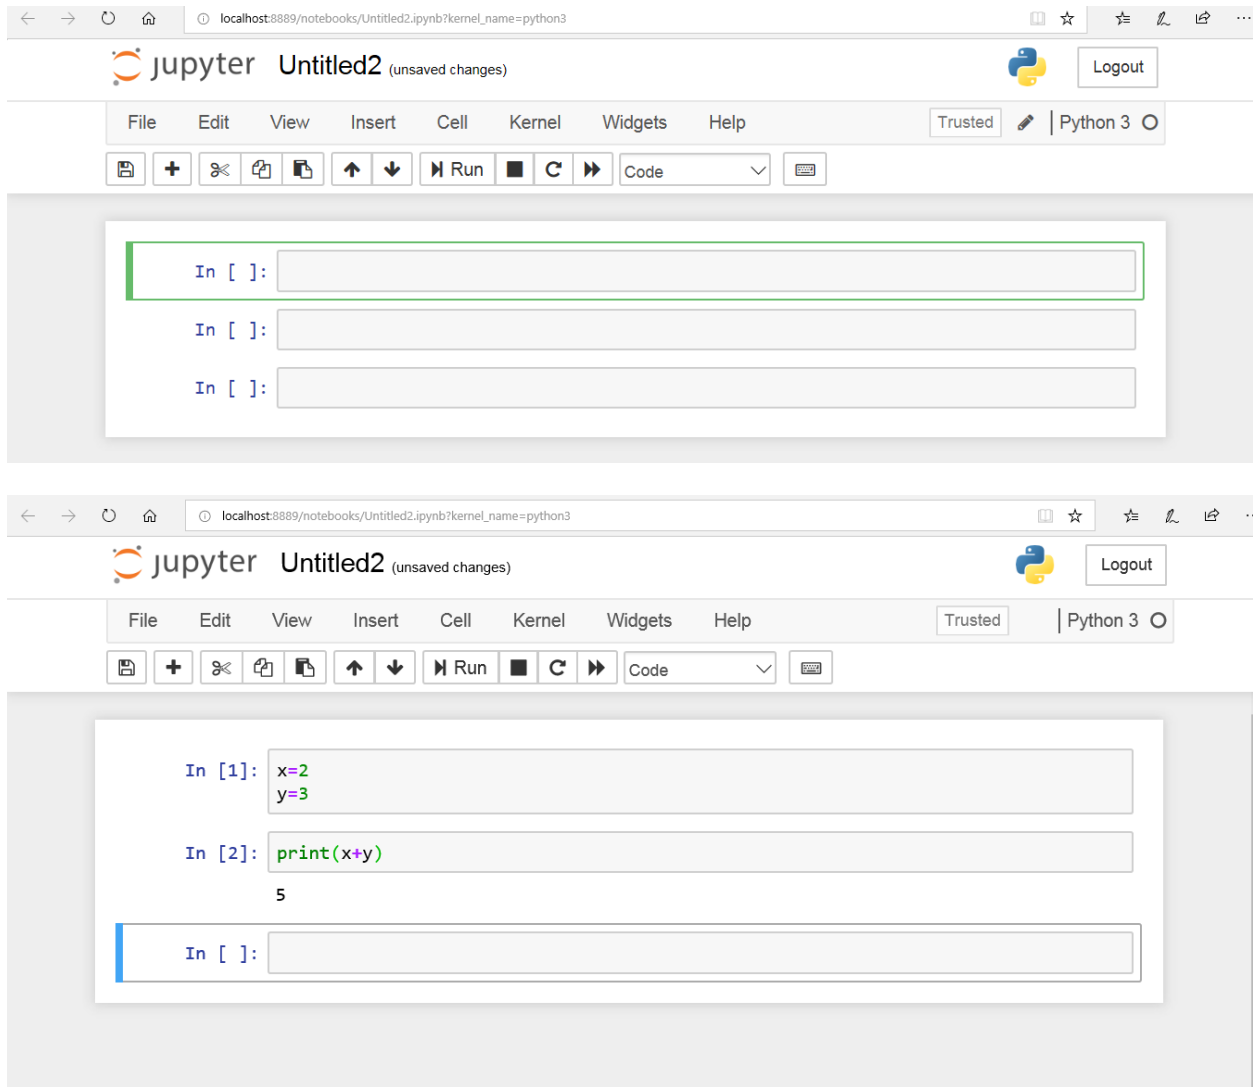 localhost:8889/notebooks/Untitled2.ipynb?kernel_name=python3
jupyter Untitled2 (unsaved changes) Logout
File Edit View Insert Cell Kernel Widgets Help Trusted Python 3
Run Code
In [ ]:
In [ ]:
In [ ]:
localhost:8889/notebooks/Untitled2.ipynb?kernel_name=python3
jupyter Untitled2 (unsaved changes) Logout
File Edit View Insert Cell Kernel Widgets Help Trusted Python 3
Run Code
In [1]: x=2
y=3
In [2]: print(x+y)
5
In [ ]: